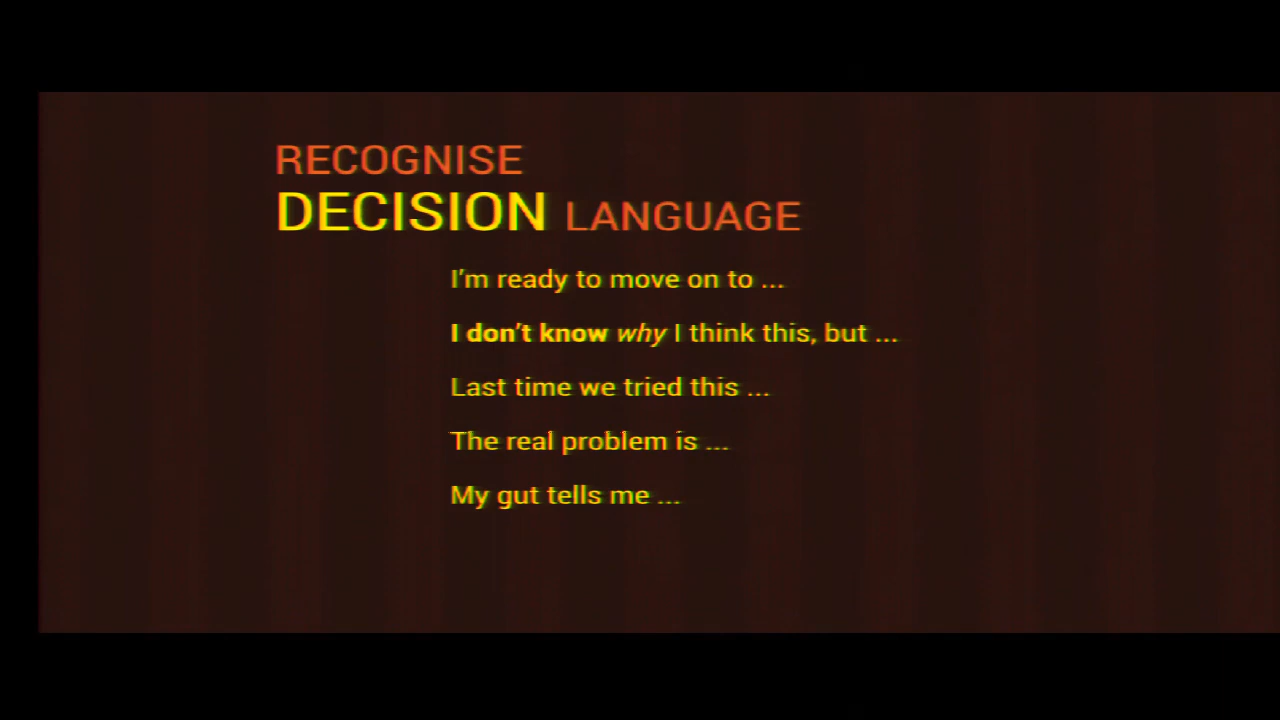 RECOGNISE
DECISION LANGUAGE
I'm ready to move on to ...
I don't know why I think this, but ...
Last time we tried this ...
The real problem is ...
My gut tells me ...